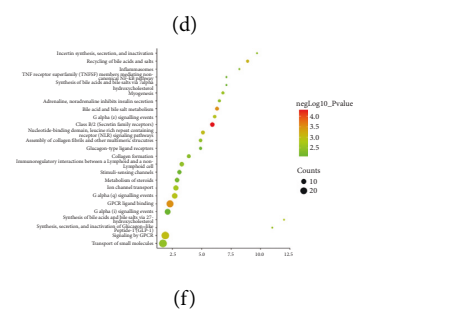 (d)
Incretin synthesis, secretion, and inactivation
Recycling of bile acids and salts
Inflammasomes
TNF receptor superfamily (TNFSF) members mediating non-
canonical NF-kB pathway
Synthesis of bile acids and bile salts via 7alpha
hydroxycholesterol
Myogenesis
Adrenaline, noradrenaline inhibits insulin secretion
Bile acid and bile salt metabolism
G alpha (z) signalling events
Class B/2 (Secretin family receptors)
Nucleotide-binding domain, leucine rich repeat containing
receptor (NLR) signaling pathways
Assembly of collagen fibrils and other multimeric structures
Glucagon-type ligand receptors
Collagen formation
Immunoregulatory interactions between a Lymphoid and a non-
Lymphoid cell
Stimuli-sensing channels
Metabolism of steroids
Ion channel transport
G alpha (q) signalling events
GPCR ligand binding
G alpha (i) signalling events
Synthesis of bile acids and bile salts via 27-
hydroxycholesterol
Synthesis, secretion, and inactivation of Glucagon-like
Peptide-1 (GLP-1)
Signaling by GPCR
Transport of small molecules
2.5 5.0 7.5 10.0 12.5
negLog10_Pvalue
4.0
3.5
3.0
2.5
Counts
10
20
(f)